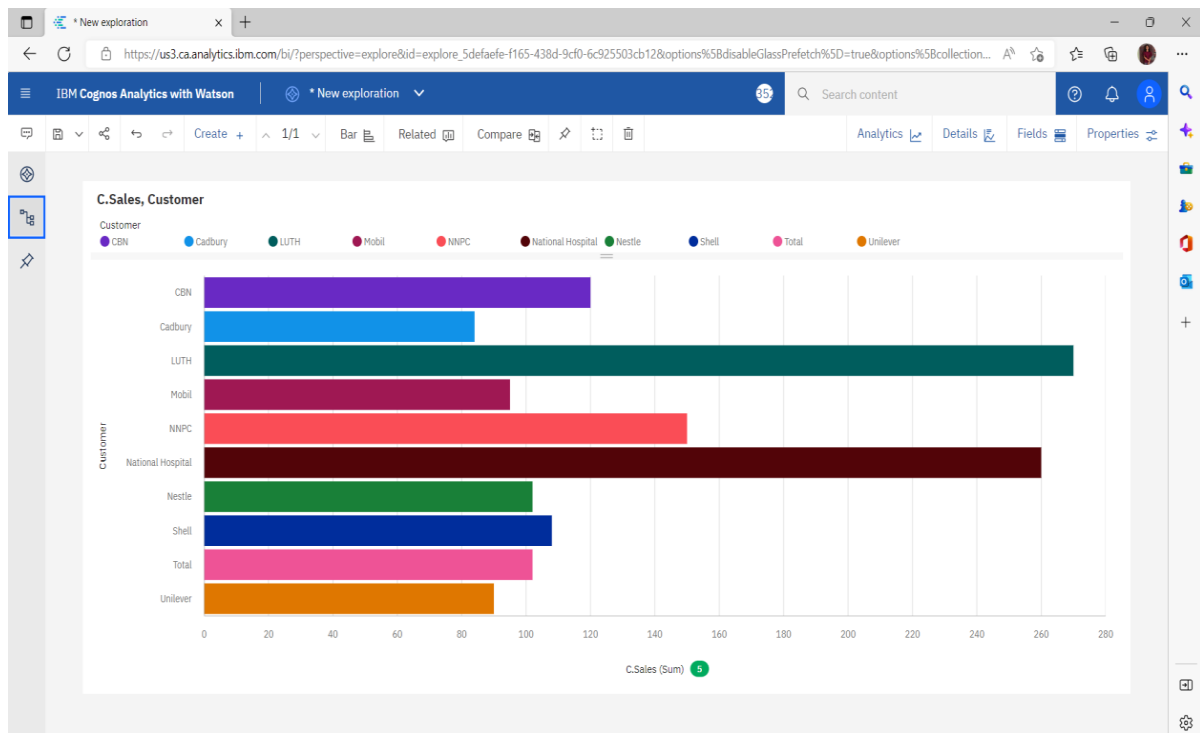 * New exploration
https://us3.ca.analytics.ibm.com/bi/?perspective=explore&id=explore_5defaefe-f165-438d-9cf0-6c925503cb12&options%5BdisableGlassPrefetch%5D=true&options%5Bcollection...
IBM Cognos Analytics with Watson * New exploration 35. Search content
Create + 1/1 Bar Related Compare Analytics Details Fields Properties
C.Sales, Customer
Customer
CBN Cadbury LUTH Mobil NNPC National Hospital Nestle Shell Total Unilever
Customer
CBN
Cadbury
LUTH
Mobil
NNPC
National Hospital
Nestle
Shell
Total
Unilever
0 20 40 60 80 100 120 140 160 180 200 220 240 260 280
C.Sales (Sum) 5